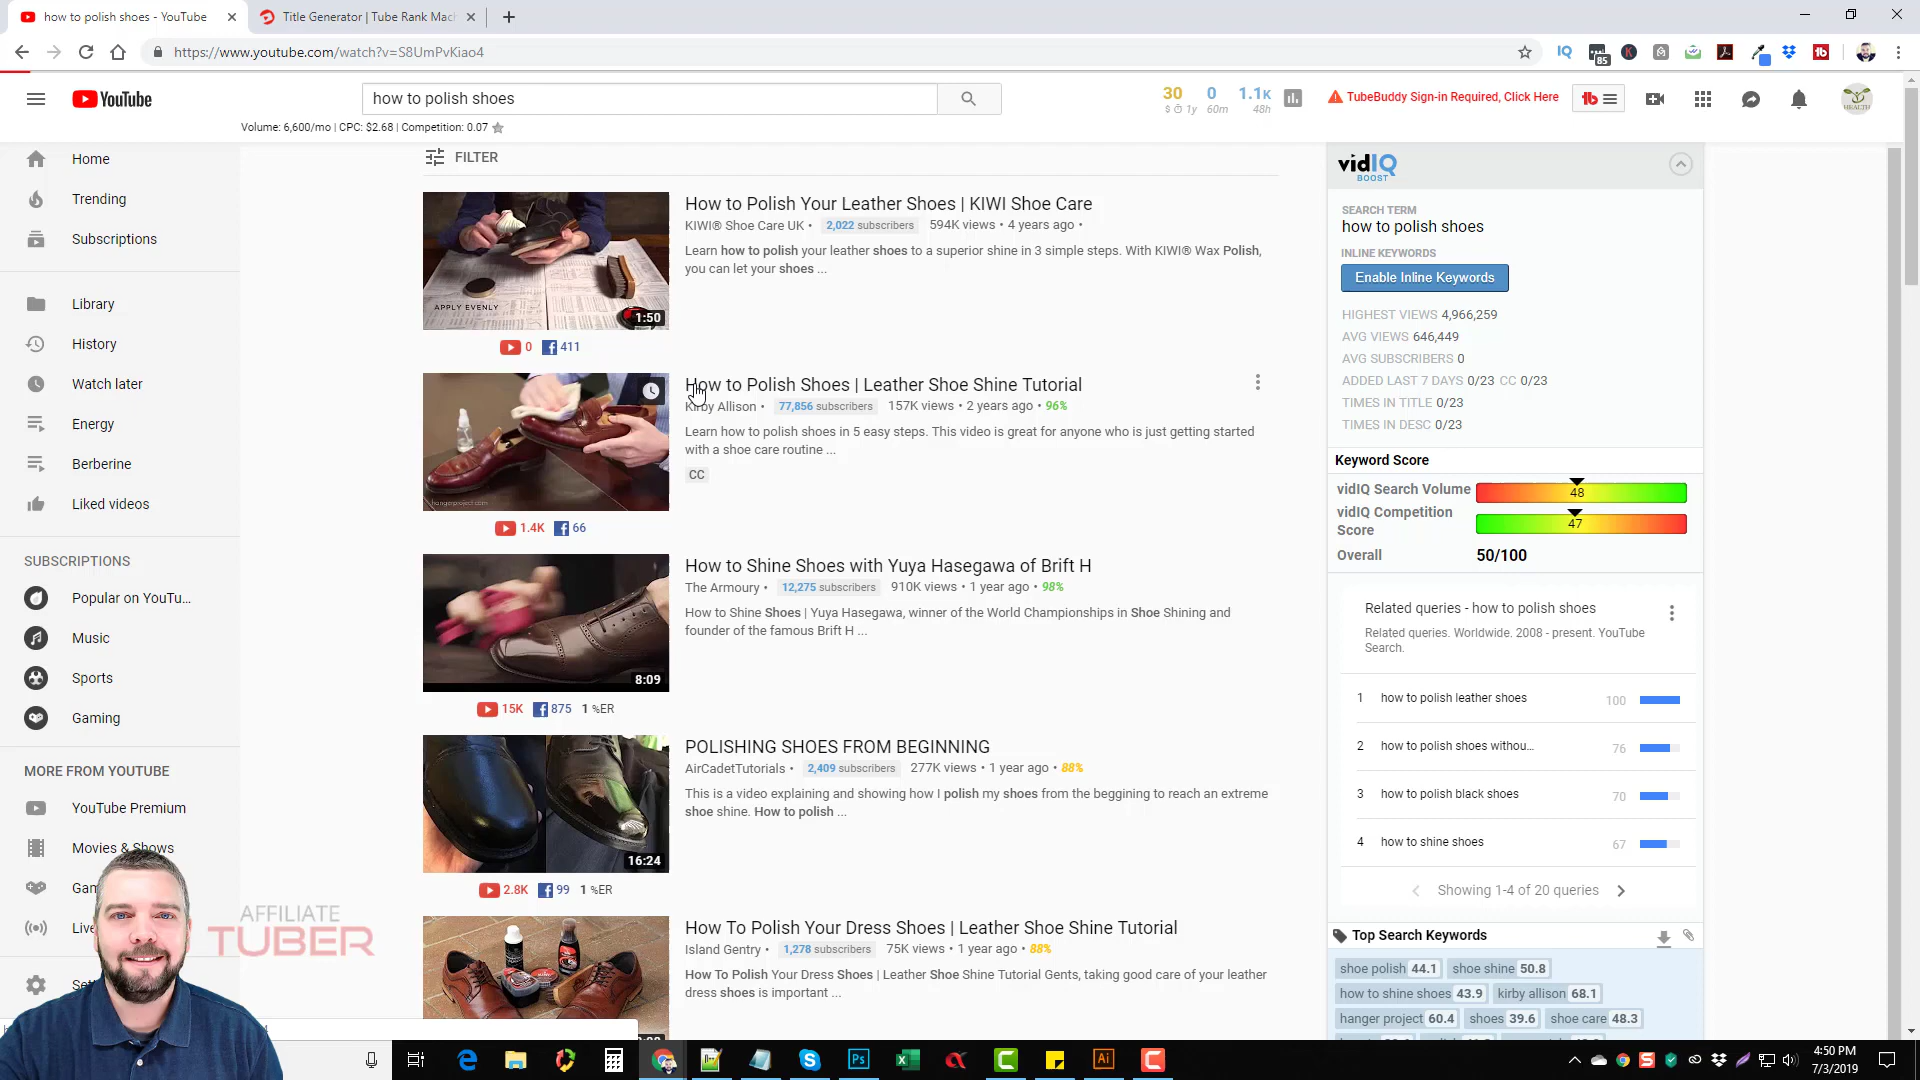 how to polish shoes - YouTube
Title Generator | Tube Rank Mach
https://www.youtube.com/watch?v=S8UmPvKiao4
IQ
85
K
tb
YouTube
how to polish shoes
30
0
1.1K
$ 1y
60m
48h
TubeBuddy Sign-in Required, Click Here
tb
HEALTH
Volume: 6,600/mo | CPC: $2.68 | Competition: 0.07
Home
Trending
Subscriptions
Library
History
Watch later
Energy
Berberine
Liked videos
SUBSCRIPTIONS
Popular on YouTu...
Music
Sports
Gaming
MORE FROM YOUTUBE
YouTube Premium
Movies & Shows
Gam
Live
Set
AFFILIATE
TUBER
FILTER
APPLY EVENLY
1:50
0
411
How to Polish Your Leather Shoes | KIWI Shoe Care
KIWI® Shoe Care UK • 2,022 subscribers 594K views • 4 years ago •
Learn how to polish your leather shoes to a superior shine in 3 simple steps. With KIWI® Wax Polish,
you can let your shoes ...
hangerproject.com
1.4K
66
How to Polish Shoes | Leather Shoe Shine Tutorial
Kirby Allison • 77,856 subscribers 157K views • 2 years ago • 96%
Learn how to polish shoes in 5 easy steps. This video is great for anyone who is just getting started
with a shoe care routine ...
CC
8:09
15K
875
1 %ER
How to Shine Shoes with Yuya Hasegawa of Brift H
The Armoury • 12,275 subscribers 910K views • 1 year ago • 98%
How to Shine Shoes | Yuya Hasegawa, winner of the World Championships in Shoe Shining and
founder of the famous Brift H ...
16:24
2.8K
99
1 %ER
POLISHING SHOES FROM BEGINNING
AirCadetTutorials • 2,409 subscribers 277K views • 1 year ago • 88%
This is a video explaining and showing how I polish my shoes from the beggining to reach an extreme
shoe shine. How to polish ...
How To Polish Your Dress Shoes | Leather Shoe Shine Tutorial
Island Gentry • 1,278 subscribers 75K views • 1 year ago • 88%
How To Polish Your Dress Shoes | Leather Shoe Shine Tutorial Gents, taking good care of your leather
dress shoes is important ...
vidIQ
BOOST
SEARCH TERM
how to polish shoes
INLINE KEYWORDS
Enable Inline Keywords
HIGHEST VIEWS 4,966,259
AVG VIEWS 646,449
AVG SUBSCRIBERS 0
ADDED LAST 7 DAYS 0/23 CC 0/23
TIMES IN TITLE 0/23
TIMES IN DESC 0/23
Keyword Score
vidIQ Search Volume
48
vidIQ Competition
Score
47
Overall
50/100
Related queries - how to polish shoes
Related queries. Worldwide. 2008 - present. YouTube
Search.
1 how to polish leather shoes 100
2 how to polish shoes withou... 76
3 how to polish black shoes 70
4 how to shine shoes 67
Showing 1-4 of 20 queries
Top Search Keywords
shoe polish 44.1 shoe shine 50.8
how to shine shoes 43.9 kirby allison 68.1
hanger project 60.4 shoes 39.6 shoe care 48.3
Ps
Ai
4:50 PM
7/3/2019